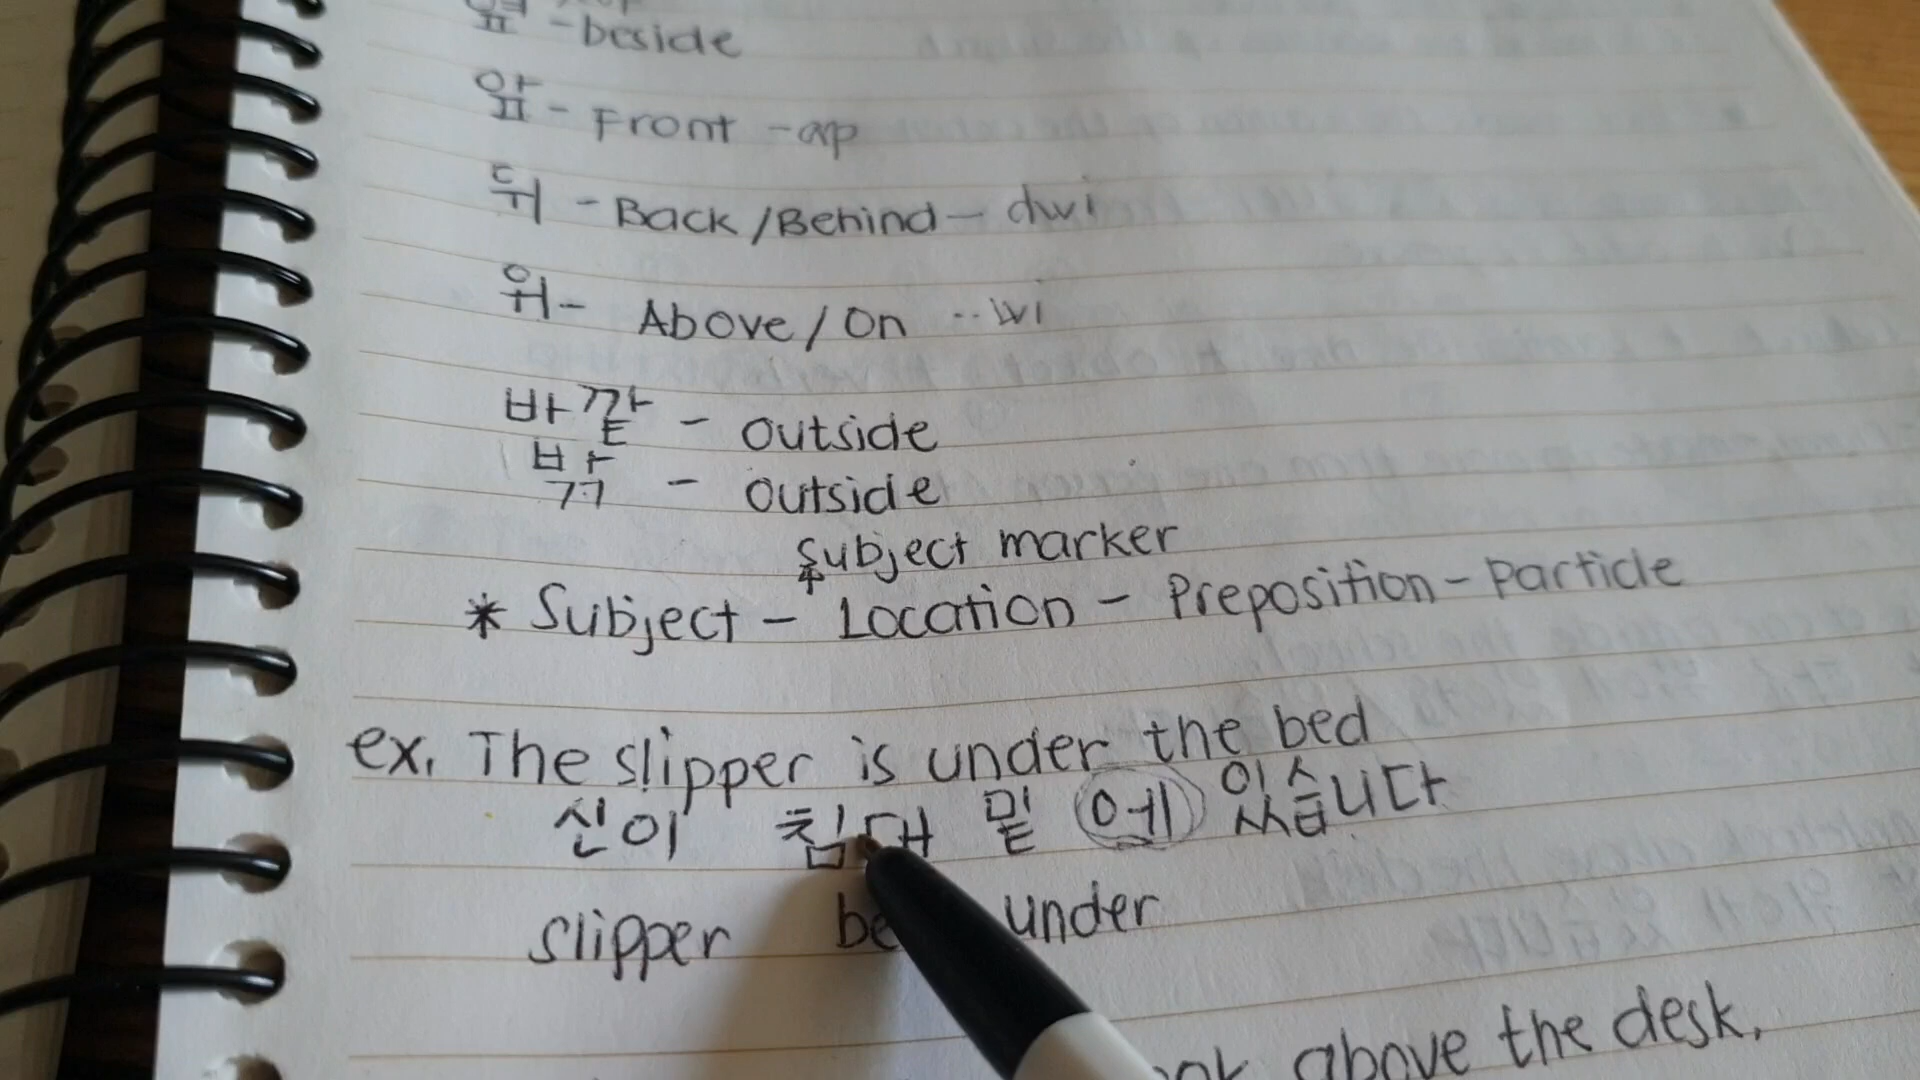 옆 - beside
앞 - Front - ap
뒤 - Back / Behind - dwi
위 - Above / On - wi
바깥 - outside
밖 - outside
subject marker
* Subject - Location - Preposition - Particle
ex. The slipper is under the bed
신이 침대 밑 에 있습니다
slipper under
above the desk.